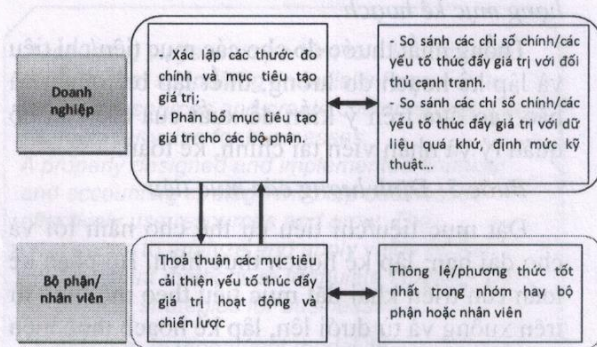 Doanh
nghiệp
- Xác lập các thước đo
chính và mục tiêu tạo
giá trị;
- Phân bổ mục tiêu tạo
giá trị cho các bộ phận.
- So sánh các chỉ số chính/các
yếu tố thúc đẩy giá trị với đối
thủ cạnh tranh
- So sánh các chỉ số chính/các
yếu tố thúc đẩy giá trị với dữ
liệu quá khứ, định mức kỹ
thuật...
Bộ phận/
nhân viên
Thoả thuận các mục tiêu
cải thiện yếu tố thúc đẩy
giá trị hoạt động và
chiến lược
Thông lệ/phương thức tốt
nhất trong nhóm hay bộ
phận hoặc nhân viên